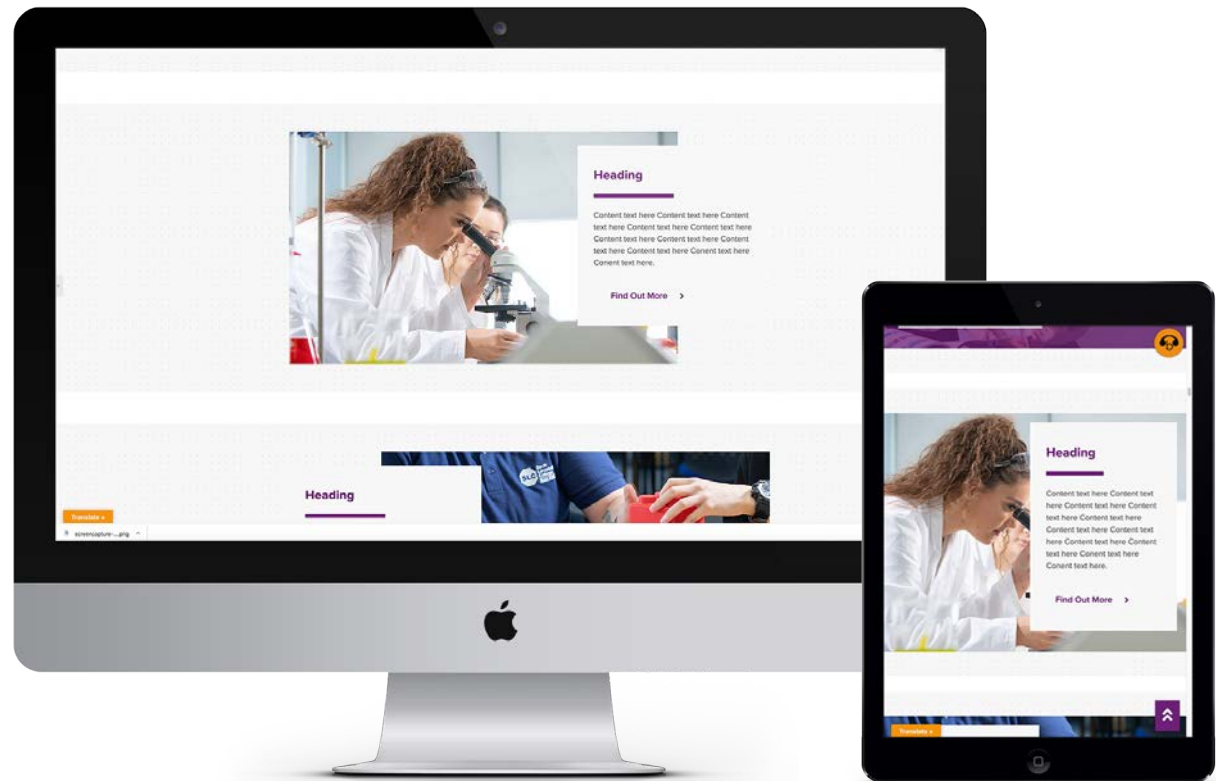 Heading
Content text here Content text here Content
text here Content text here Content text here
Content text here Content text here Content
text here Content text here Conent text here
Conent text here.
Find Out More >
SLC
Heading
Translate »
screencapture-....png
Heading
Content text here Content text
here Content text here Content
text here Content text here
Content text here Content text
here Content text here Content
text here Conent text here
Conent text here.
Find Out More >
Translate »